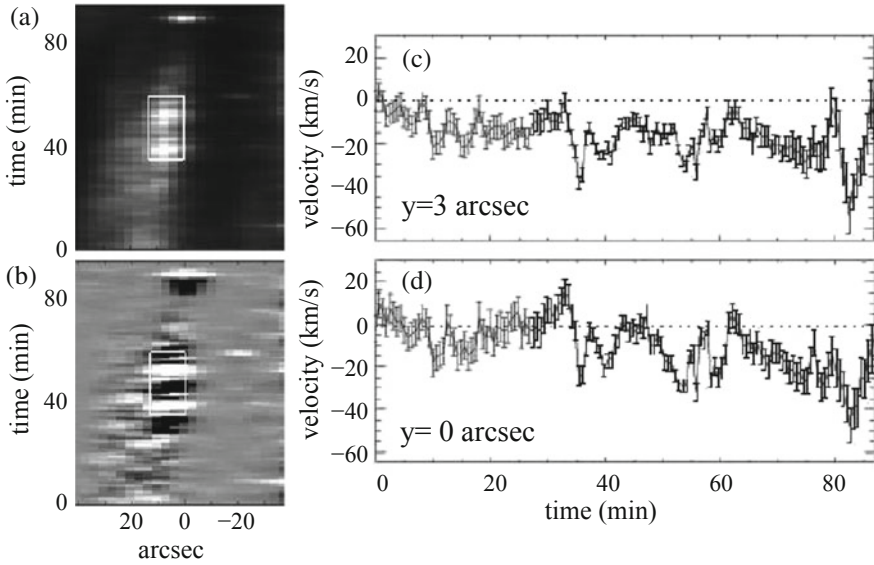 (a)
80
40
0
time (min)
(b)
80
40
0
time (min)
20 0 −20
arcsec
(c)
20
0
−20
−40
−60
velocity (km/s)
y=3 arcsec
(d)
20
0
−20
−40
−60
velocity (km/s)
y= 0 arcsec
0 20 40 60 80
time (min)